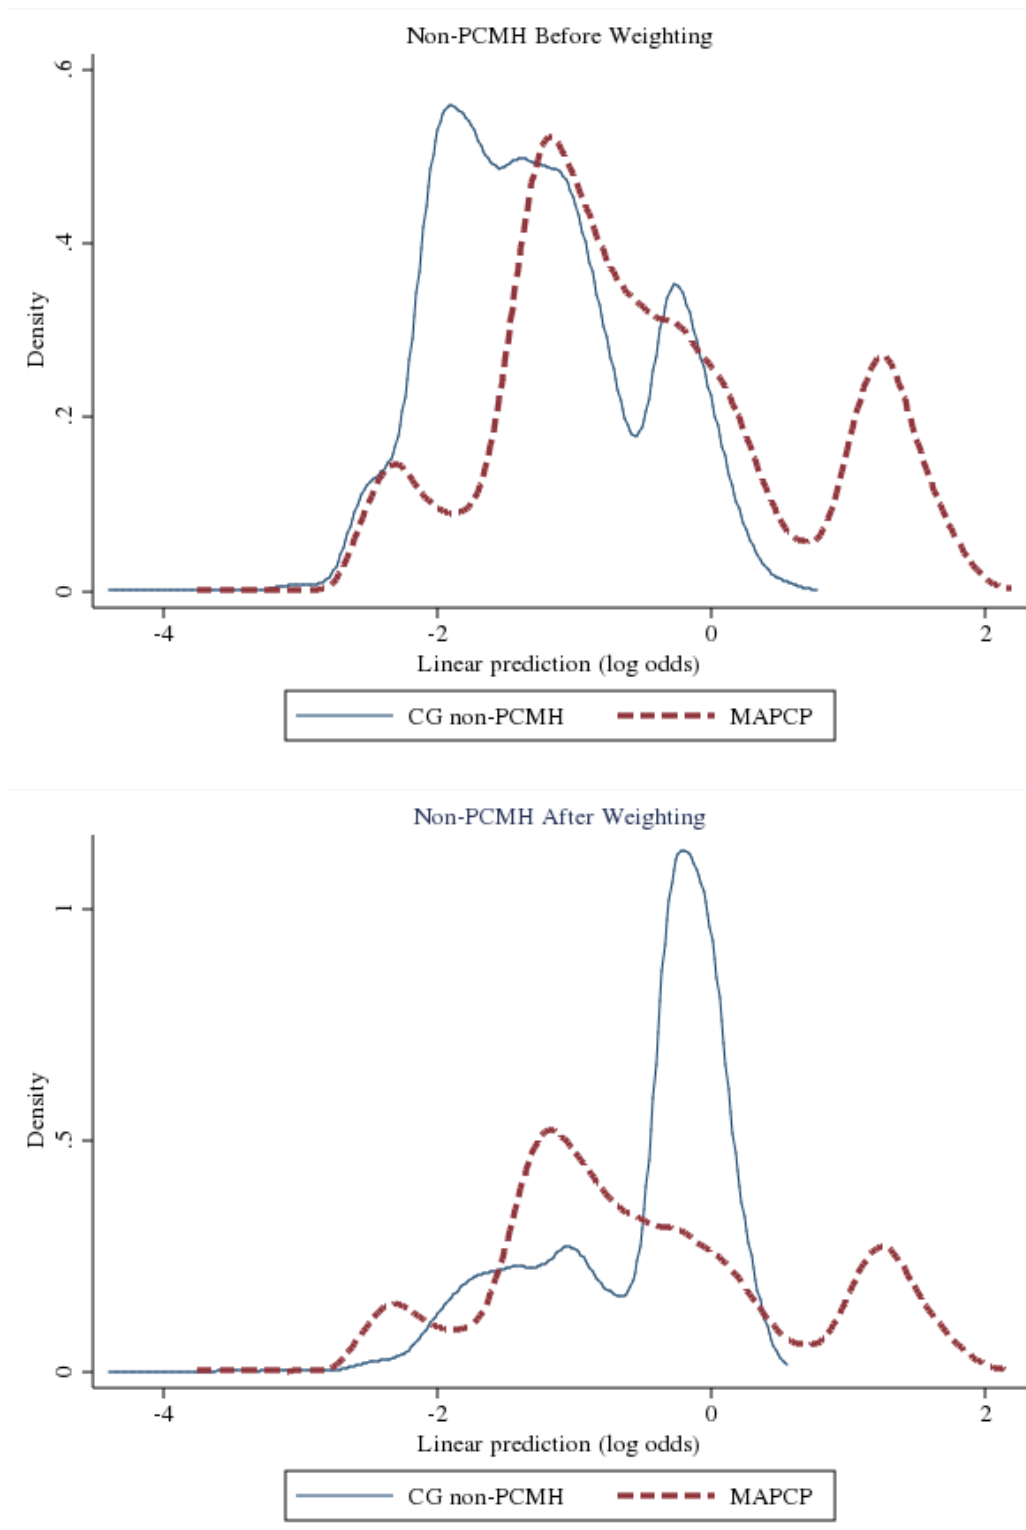 Non-PCMH Before Weighting
.6
.4
.2
0
Density
-4 -2 0 2
Linear prediction (log odds)
CG non-PCMH MAPCP
Non-PCMH After Weighting
1
.5
0
Density
-4 -2 0 2
Linear prediction (log odds)
CG non-PCMH MAPCP